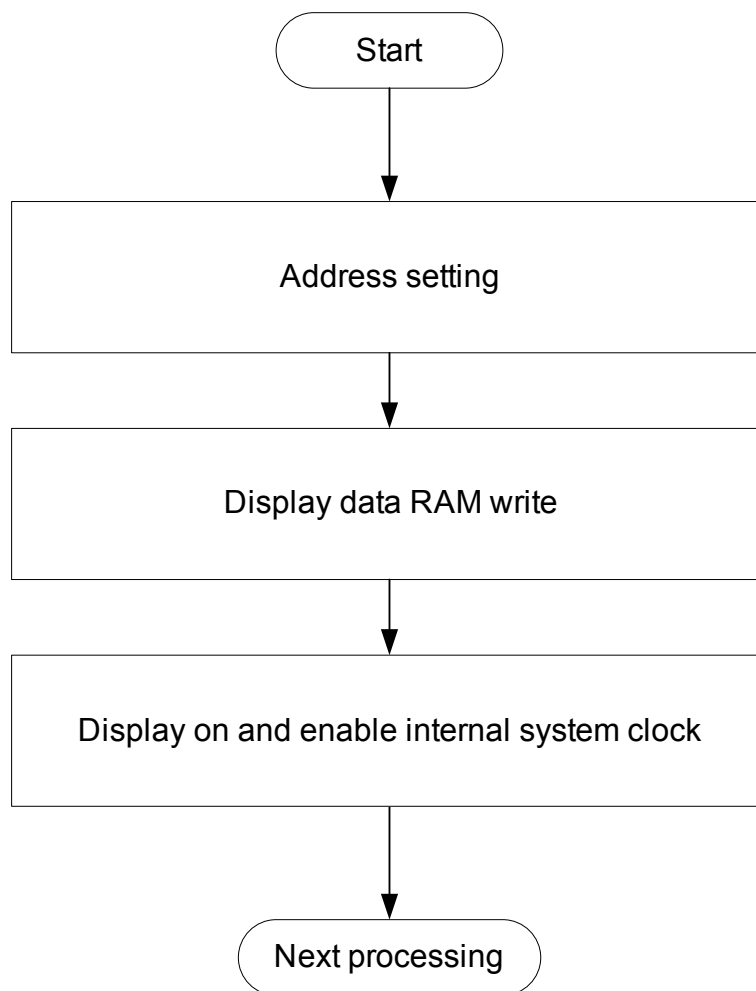 Start
Address setting
Display data RAM write
Display on and enable internal system clock
Next processing